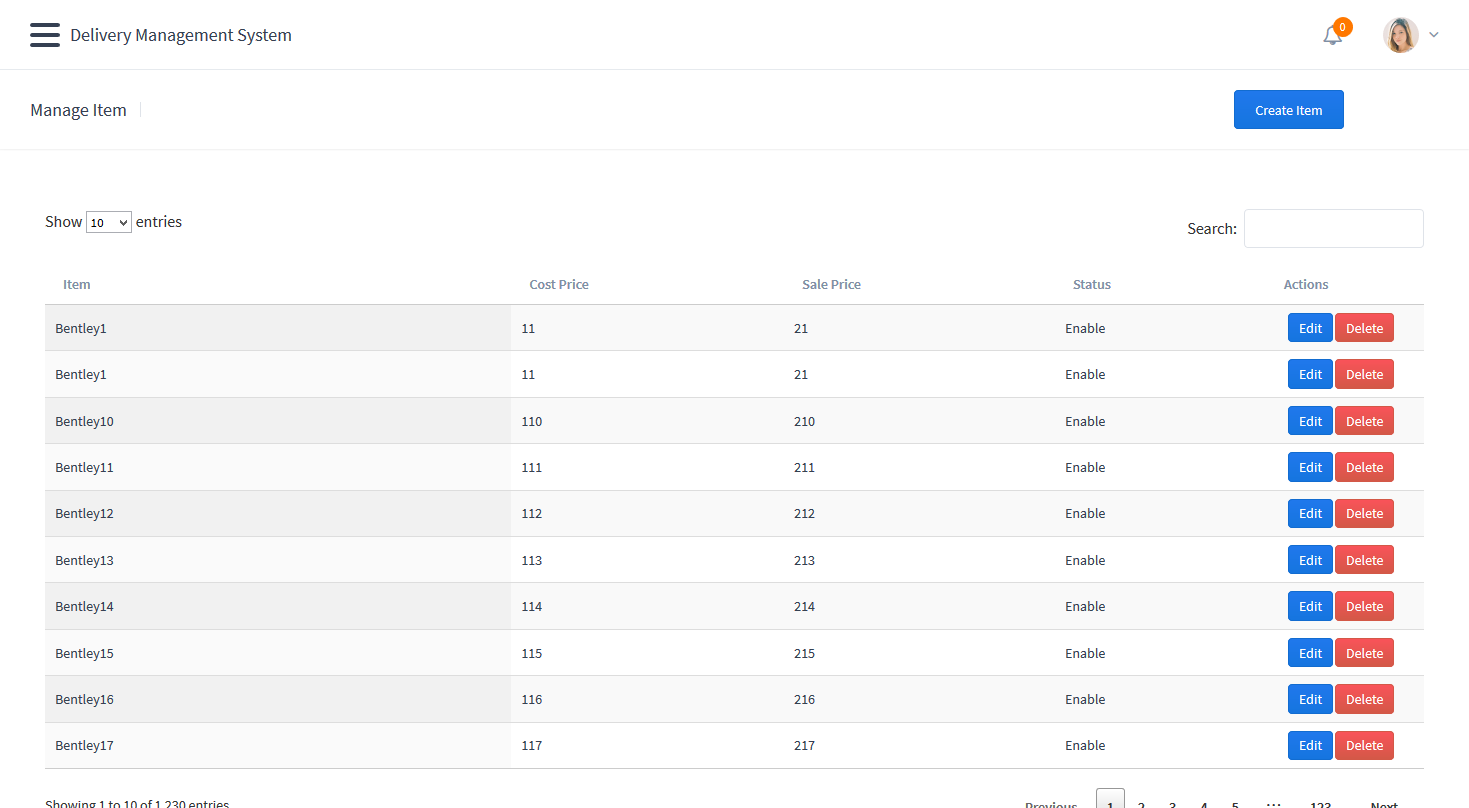 Delivery Management System 0
Manage Item Create Item
Show 10 entries Search:
Item Cost Price Sale Price Status Actions
Bentley1 11 21 Enable Edit Delete
Bentley1 11 21 Enable Edit Delete
Bentley10 110 210 Enable Edit Delete
Bentley11 111 211 Enable Edit Delete
Bentley12 112 212 Enable Edit Delete
Bentley13 113 213 Enable Edit Delete
Bentley14 114 214 Enable Edit Delete
Bentley15 115 215 Enable Edit Delete
Bentley16 116 216 Enable Edit Delete
Bentley17 117 217 Enable Edit Delete
Showing 1 to 10 of 1,230 entries Previous 1 2 3 4 5 … 123 Next